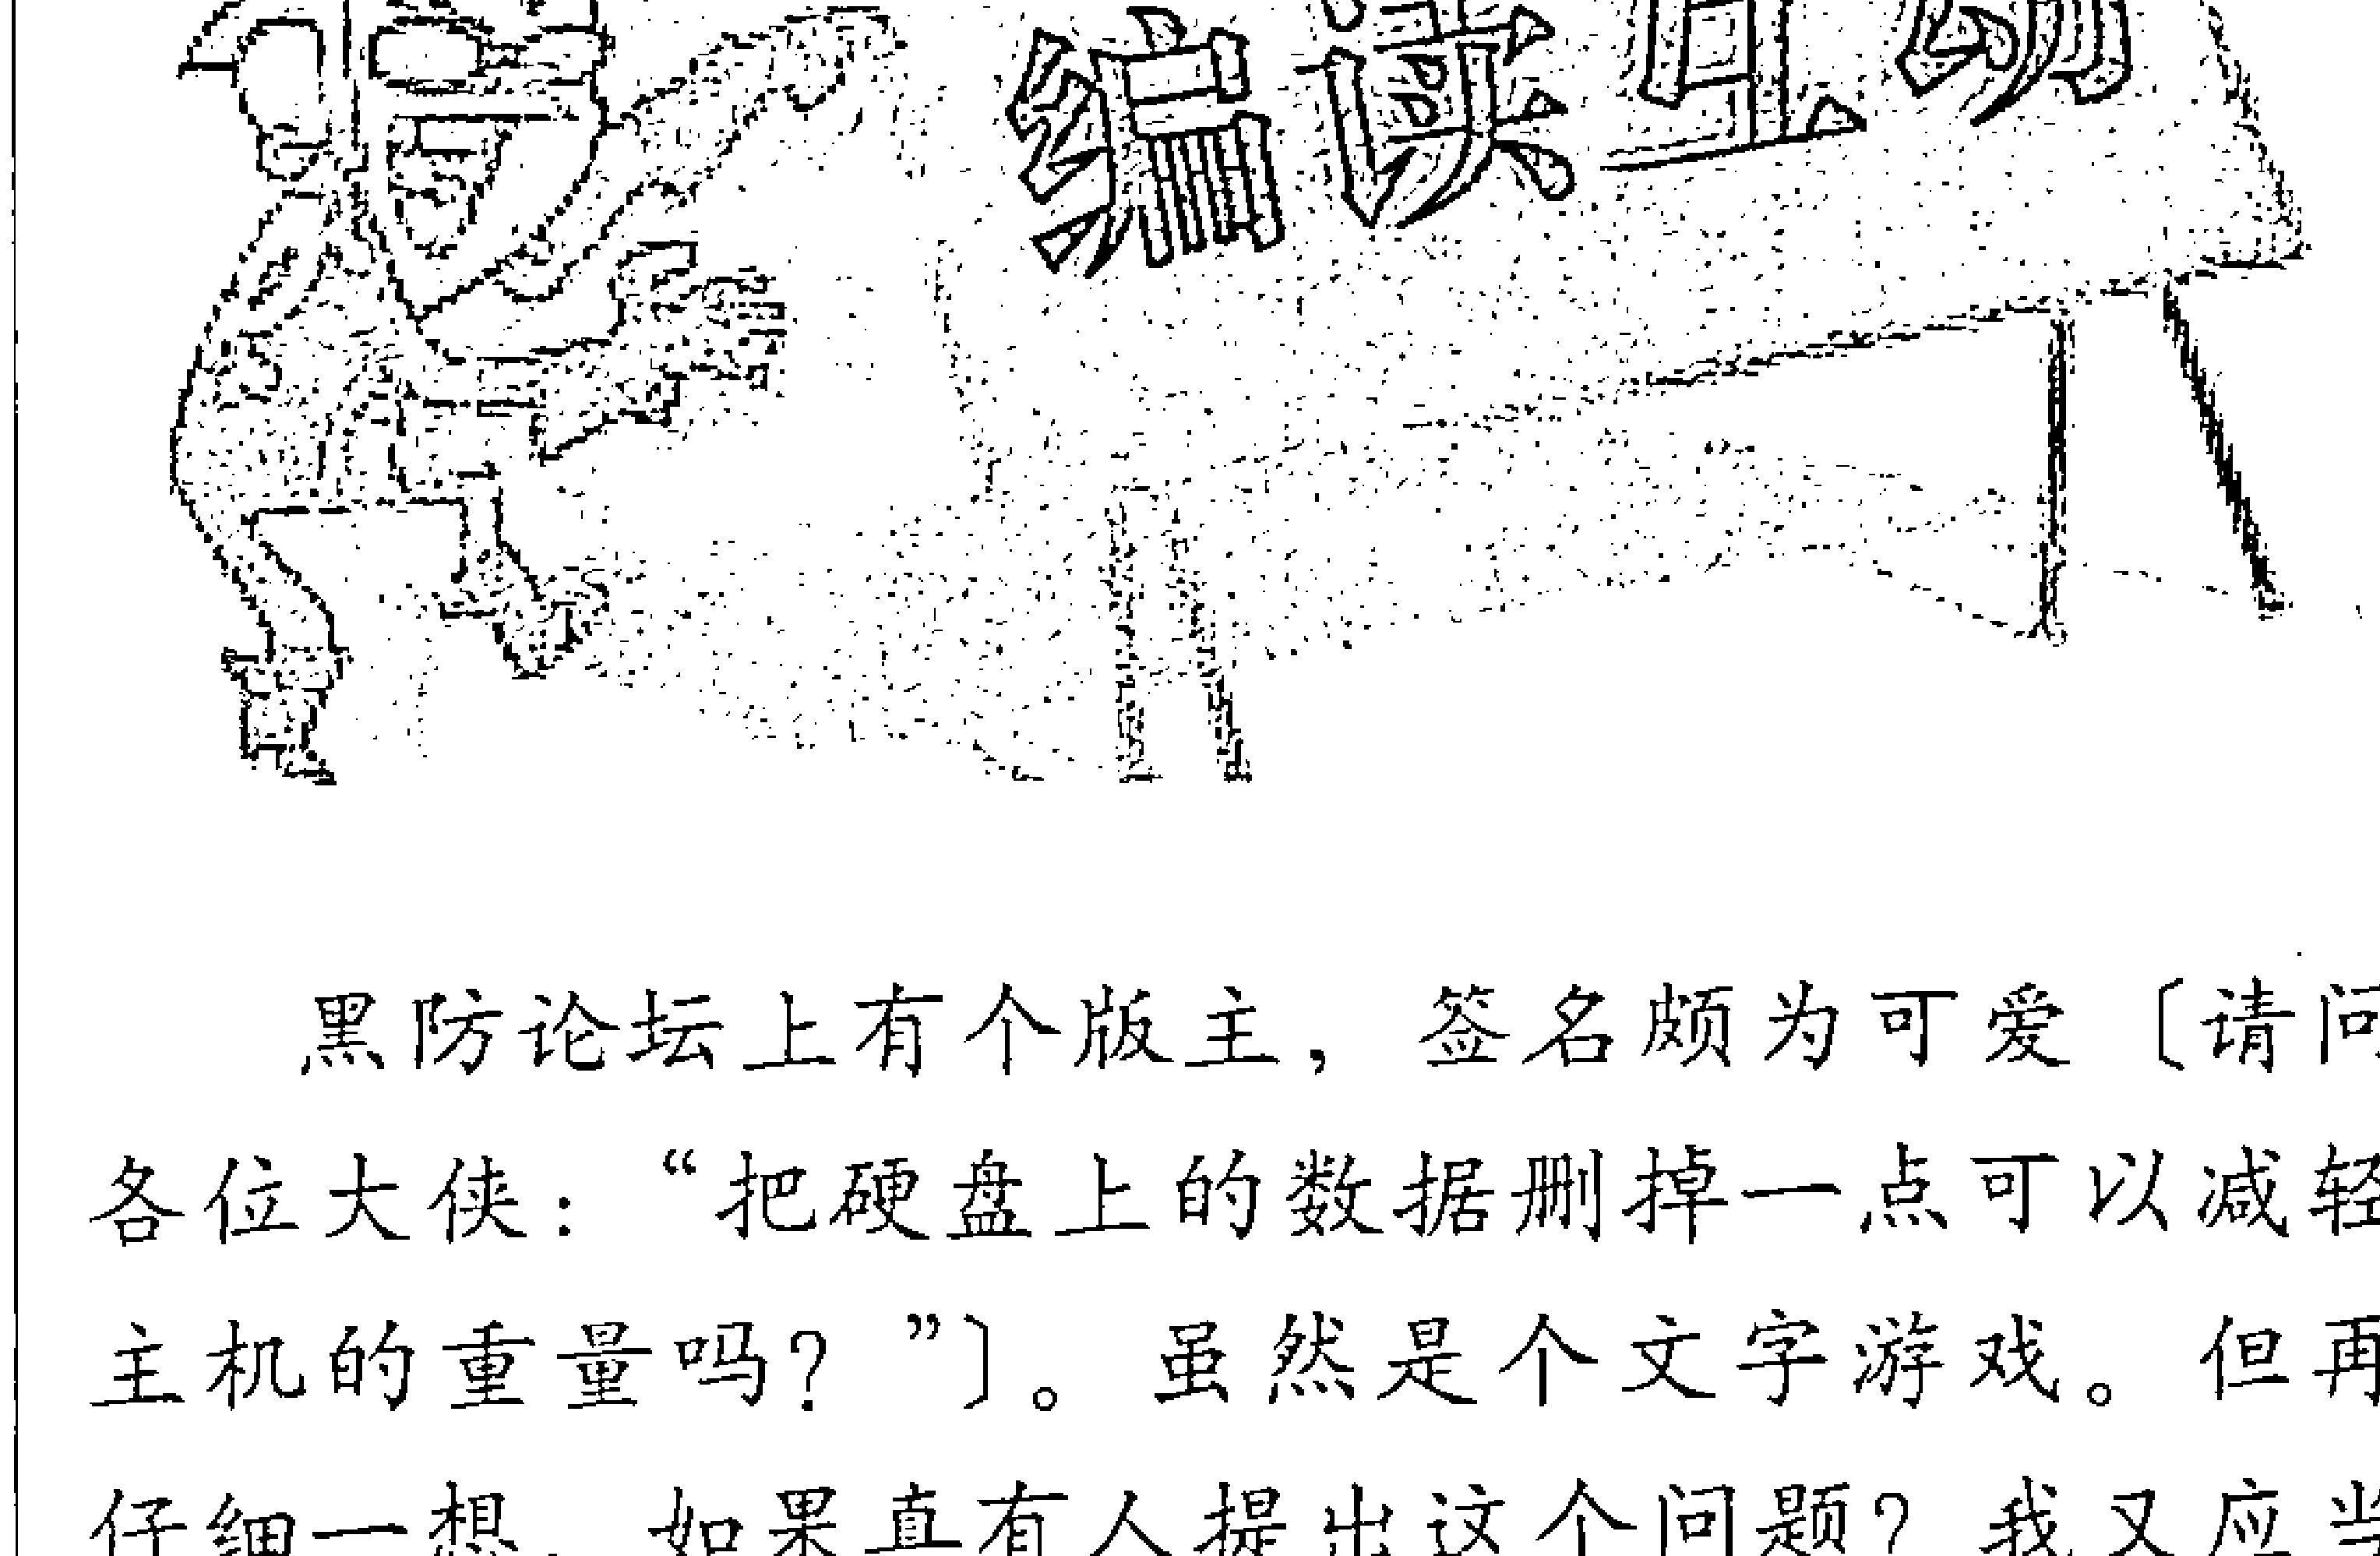 编读互动
黑防论坛上有个版主，签名颇为可爱〔请问
各位大侠：“把硬盘上的数据删掉一点可以减轻
主机的重量吗？”〕。虽然是个文字游戏。但再
仔细一想，如果真有人提出这个问题？我又应当